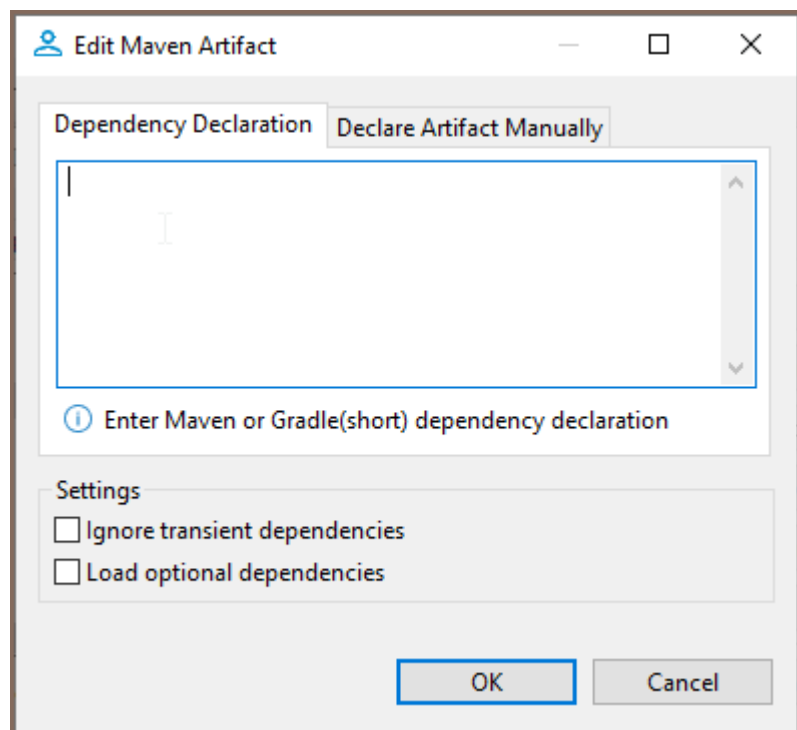 Edit Maven Artifact
Dependency Declaration
Declare Artifact Manually
Enter Maven or Gradle(short) dependency declaration
Settings
Ignore transient dependencies
Load optional dependencies
OK
Cancel